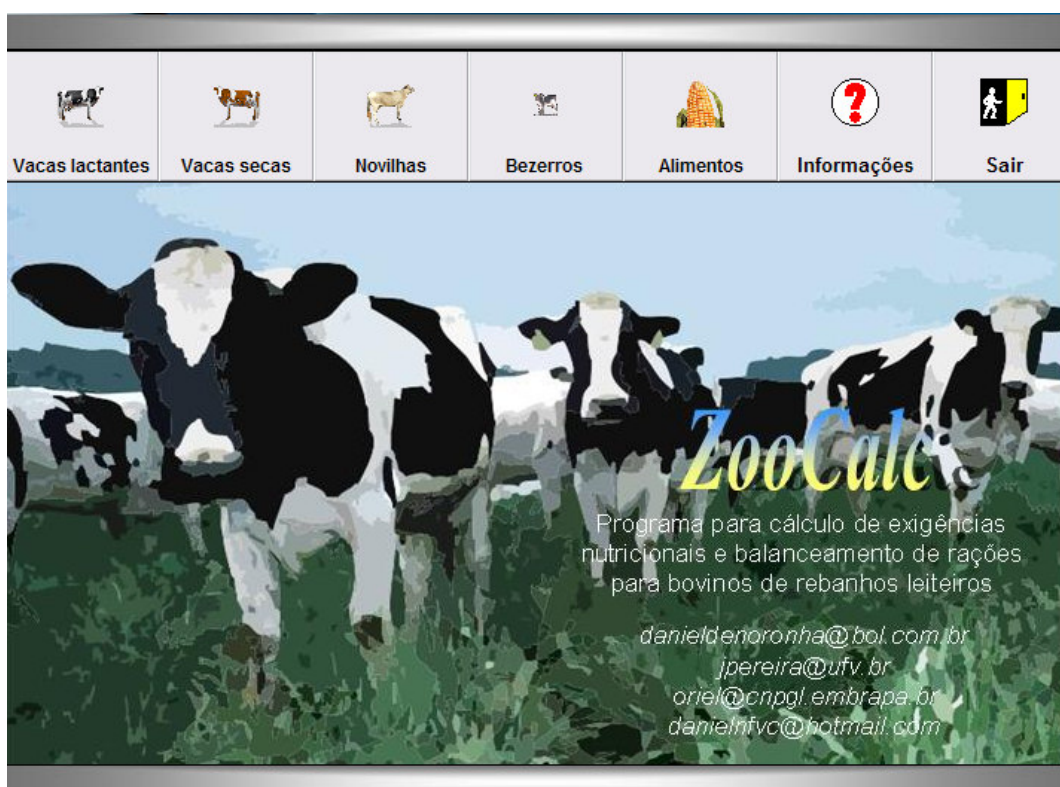 Vacas lactantes
Vacas secas
Novilhas
Bezerros
Alimentos
Informações
Sair
ZooCalc
Programa para cálculo de exigências
nutricionais e balanceamento de rações
para bovinos de rebanhos leiteiros
danieldenoronha@bol.com.br
jpereira@ufv.br
oriel@cnpgl.embrapa.br
danielnfvc@hotmail.com